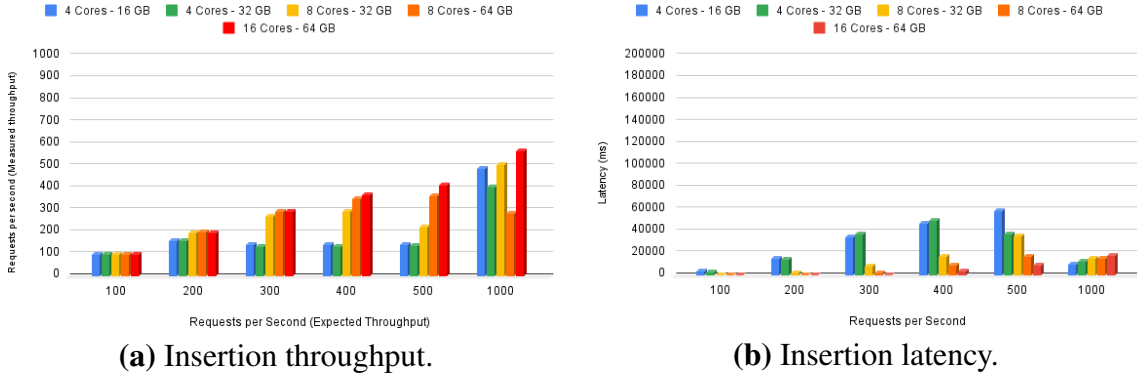 4 Cores - 16 GB 4 Cores - 32 GB 8 Cores - 32 GB 8 Cores - 64 GB
16 Cores - 64 GB
Requests per second (Measured throughput)
1000
900
800
700
600
500
400
300
200
100
0
100 200 300 400 500 1000
Requests per Second (Expected Throughput)
(a) Insertion throughput.
4 Cores - 16 GB 4 Cores - 32 GB 8 Cores - 32 GB 8 Cores - 64 GB
16 Cores - 64 GB
Latency (ms)
200000
180000
160000
140000
120000
100000
80000
60000
40000
20000
0
100 200 300 400 500 1000
Requests per Second
(b) Insertion latency.